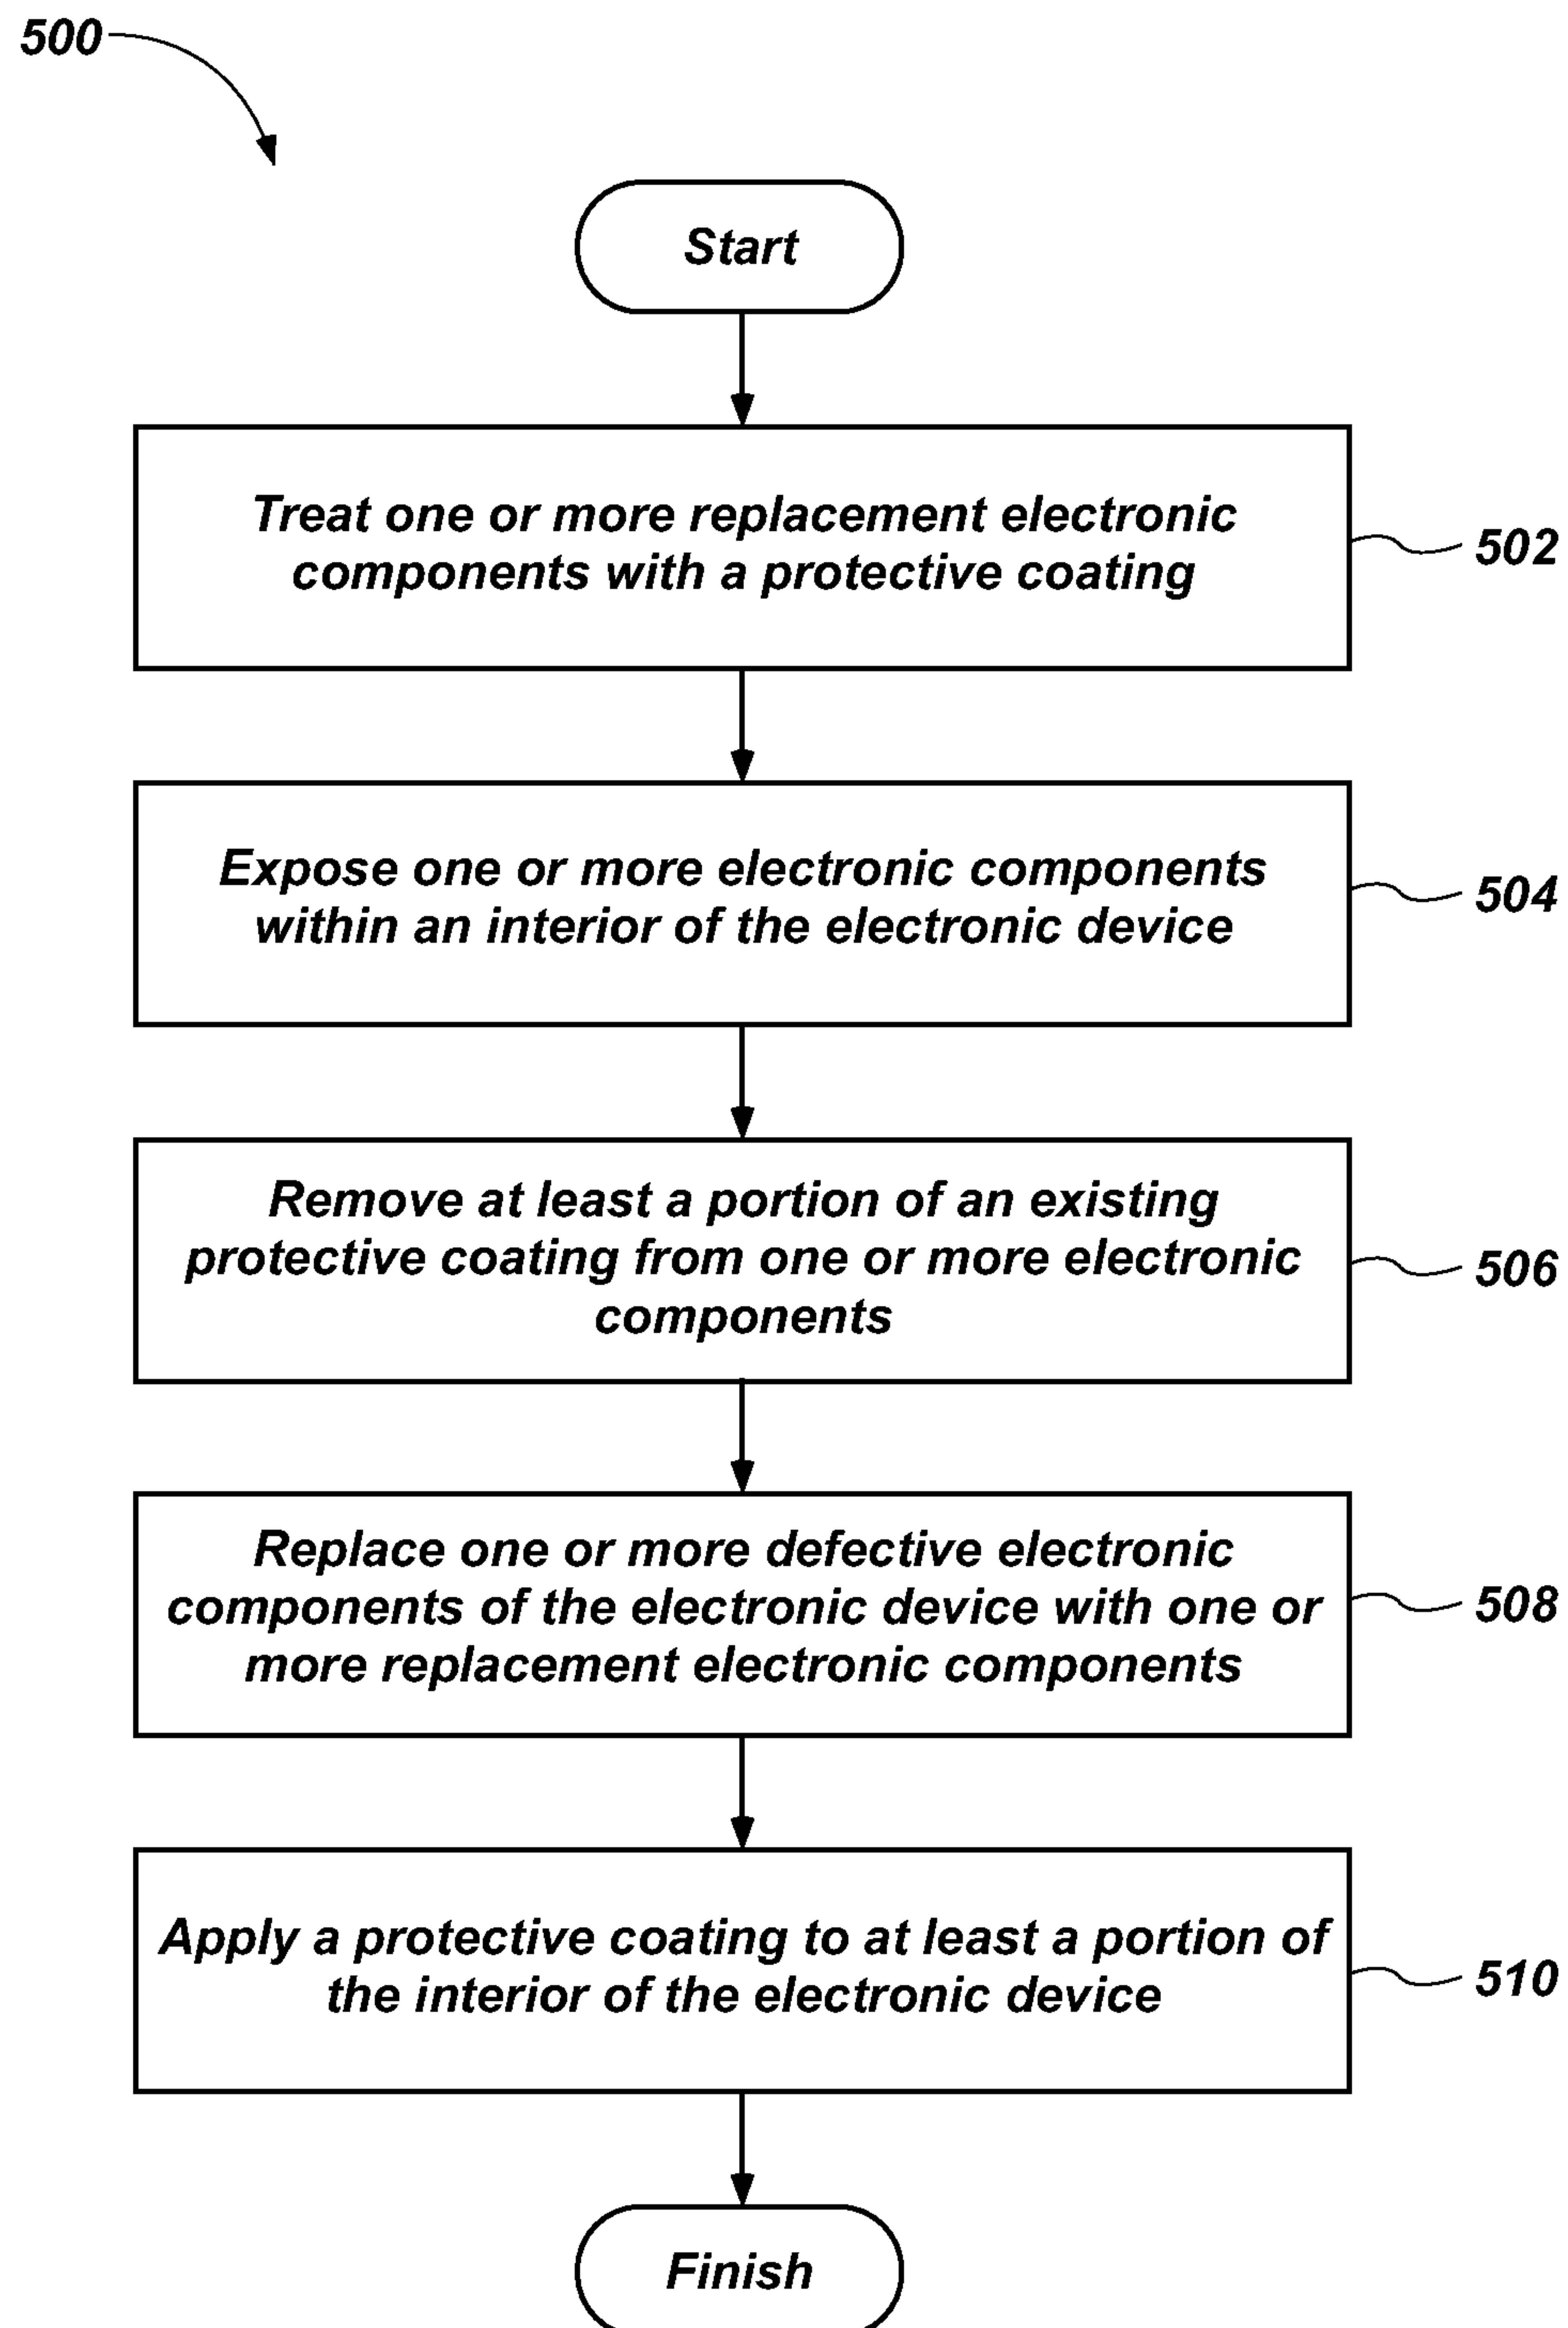 500
Start
Treat one or more replacement electronic
components with a protective coating
502
Expose one or more electronic components
within an interior of the electronic device
504
Remove at least a portion of an existing
protective coating from one or more electronic
components
506
Replace one or more defective electronic
components of the electronic device with one or
more replacement electronic components
508
Apply a protective coating to at least a portion of
the interior of the electronic device
510
Finish